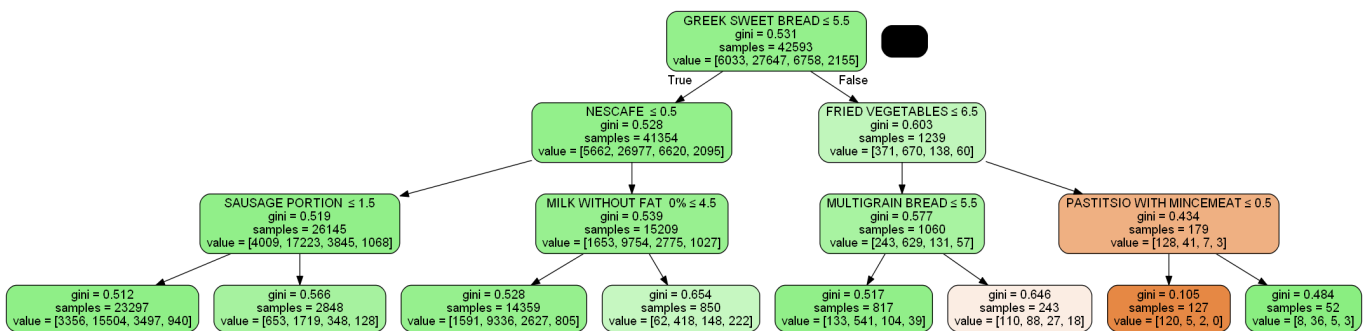 GREEK SWEET BREAD ≤ 5.5
gini = 0.531
samples = 42593
value = [6033, 27647, 6758, 2155]
True
False
NESCAFE ≤ 0.5
gini = 0.528
samples = 41354
value = [5662, 26977, 6620, 2095]
FRIED VEGETABLES ≤ 6.5
gini = 0.603
samples = 1239
value = [371, 670, 138, 60]
SAUSAGE PORTION ≤ 1.5
gini = 0.519
samples = 26145
value = [4009, 17223, 3845, 1068]
MILK WITHOUT FAT 0% ≤ 4.5
gini = 0.539
samples = 15209
value = [1653, 9754, 2775, 1027]
MULTIGRAIN BREAD ≤ 5.5
gini = 0.577
samples = 1060
value = [243, 629, 131, 57]
PASTITSIO WITH MINCEMEAT ≤ 0.5
gini = 0.434
samples = 179
value = [128, 41, 7, 3]
gini = 0.512
samples = 23297
value = [3356, 15504, 3497, 940]
gini = 0.566
samples = 2848
value = [653, 1719, 348, 128]
gini = 0.528
samples = 14359
value = [1591, 9336, 2627, 805]
gini = 0.654
samples = 850
value = [62, 418, 148, 222]
gini = 0.517
samples = 817
value = [133, 541, 104, 39]
gini = 0.646
samples = 243
value = [110, 88, 27, 18]
gini = 0.105
samples = 127
value = [120, 5, 2, 0]
gini = 0.484
samples = 52
value = [8, 36, 5, 3]